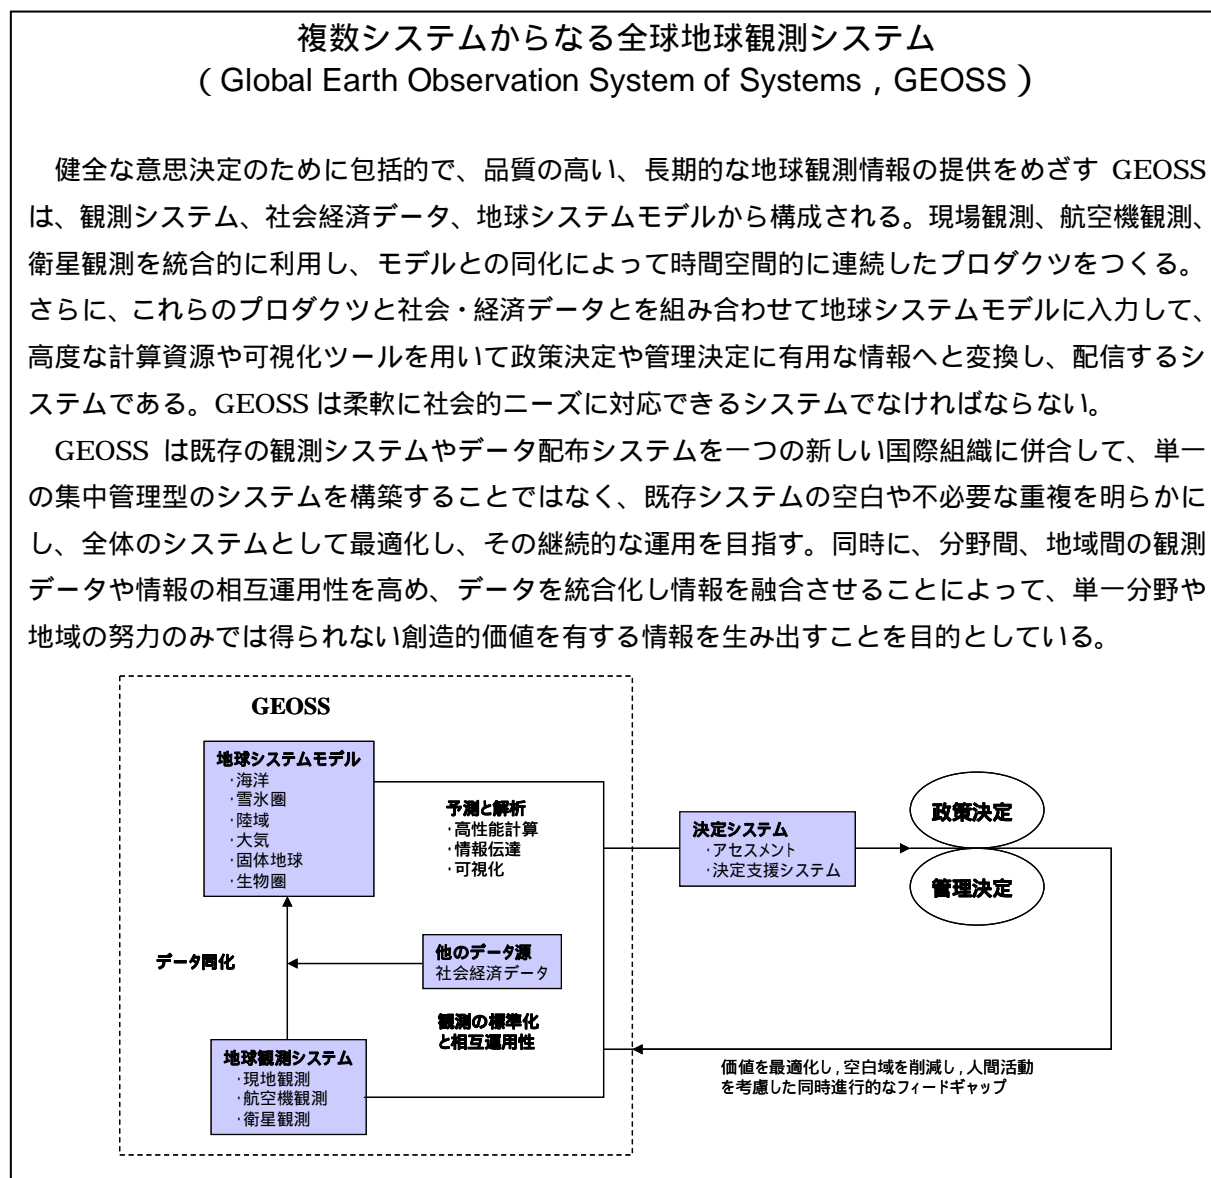 複数システムからなる全球地球観測システム
（Global Earth Observation System of Systems，GEOSS）
健全な意思決定のために包括的で、品質の高い、長期的な地球観測情報の提供をめざす GEOSS
は、観測システム、社会経済データ、地球システムモデルから構成される。現場観測、航空機観測、
衛星観測を統合的に利用し、モデルとの同化によって時間空間的に連続したプロダクツをつくる。
さらに、これらのプロダクツと社会・経済データとを組み合わせて地球システムモデルに入力して、
高度な計算資源や可視化ツールを用いて政策決定や管理決定に有用な情報へと変換し、配信するシ
ステムである。GEOSS は柔軟に社会的ニーズに対応できるシステムでなければならない。
GEOSS は既存の観測システムやデータ配布システムを一つの新しい国際組織に併合して、単一
の集中管理型のシステムを構築することではなく、既存システムの空白や不必要な重複を明らかに
し、全体のシステムとして最適化し、その継続的な運用を目指す。同時に、分野間、地域間の観測
データや情報の相互運用性を高め、データを統合化し情報を融合させることによって、単一分野や
地域の努力のみでは得られない創造的価値を有する情報を生み出すことを目的としている。
GEOSS
地球システムモデル
・海洋
・雪氷圏
・陸域
・大気
・固体地球
・生物圏
予測と解析
・高性能計算
・情報伝達
・可視化
決定システム
・アセスメント
・決定支援システム
政策決定
管理決定
データ同化
他のデータ源
社会経済データ
観測の標準化
と相互運用性
地球観測システム
・現地観測
・航空機観測
・衛星観測
価値を最適化し，空白域を削減し，人間活動
を考慮した同時進行的なフィードギャップ